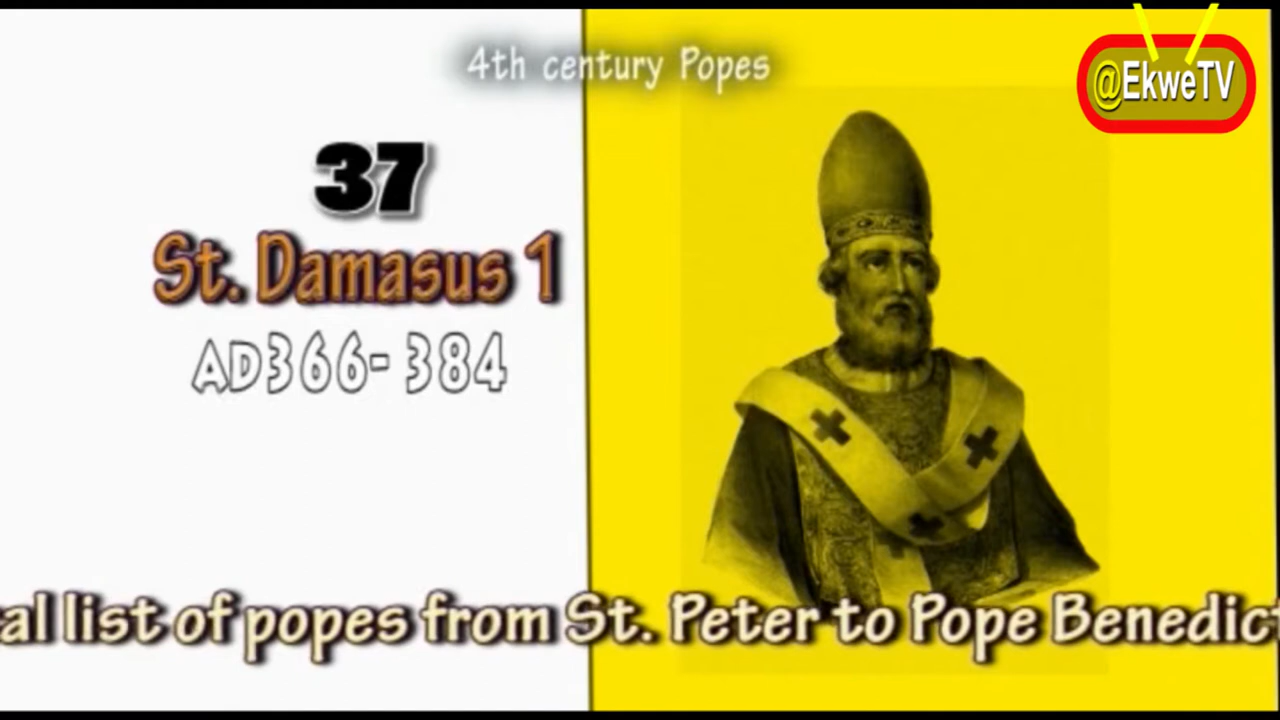 4th century Popes
@EkweTV
37
St. Damasus 1
AD366-384
list of popes from St. Peter to Pope Benedict